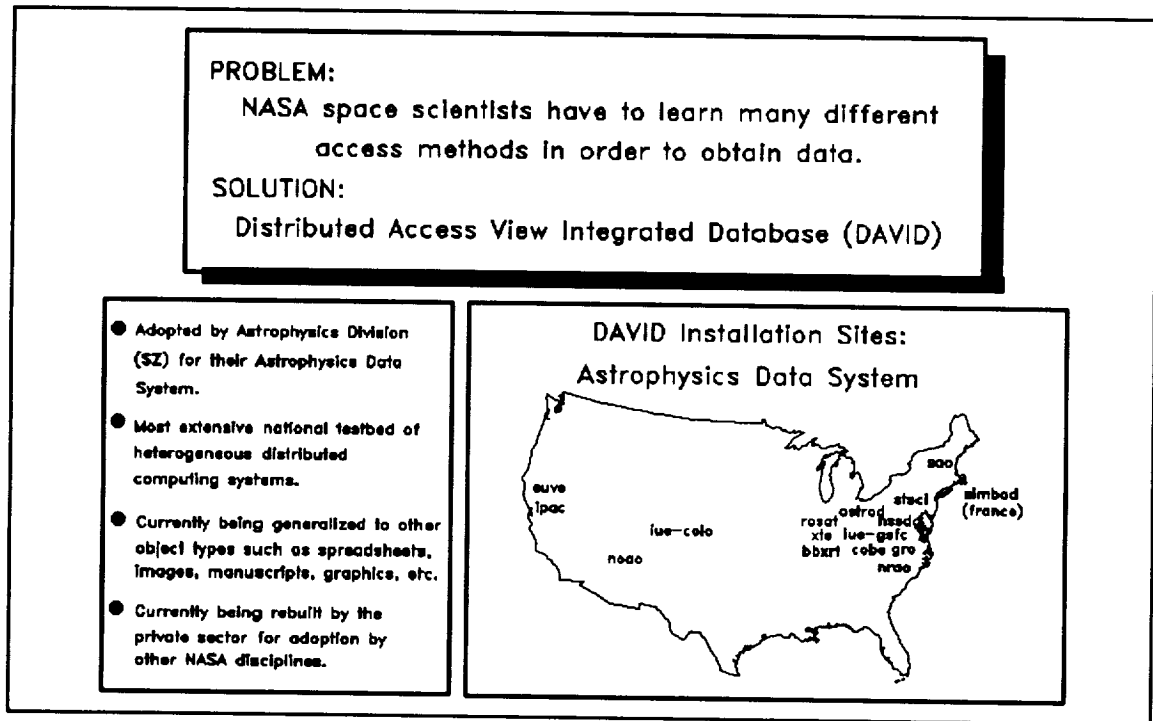 PROBLEM:
NASA space scientists have to learn many different
access methods in order to obtain data.
SOLUTION:
Distributed Access View Integrated Database (DAVID)
● Adopted by Astrophysics Division
(SZ) for their Astrophysics Data
System.
● Most extensive national testbed of
heterogeneous distributed
computing systems.
● Currently being generalized to other
object types such as spreadsheets,
images, manuscripts, graphics, etc.
● Currently being rebuilt by the
private sector for adoption by
other NASA disciplines.
DAVID Installation Sites:
Astrophysics Data System
sao
euve
stsci
simbad
ipac
astrod
(france)
rosat
nssdc
iue-colo
xte
iue-gsfc
noao
bbxrt
cobe gro
nrao